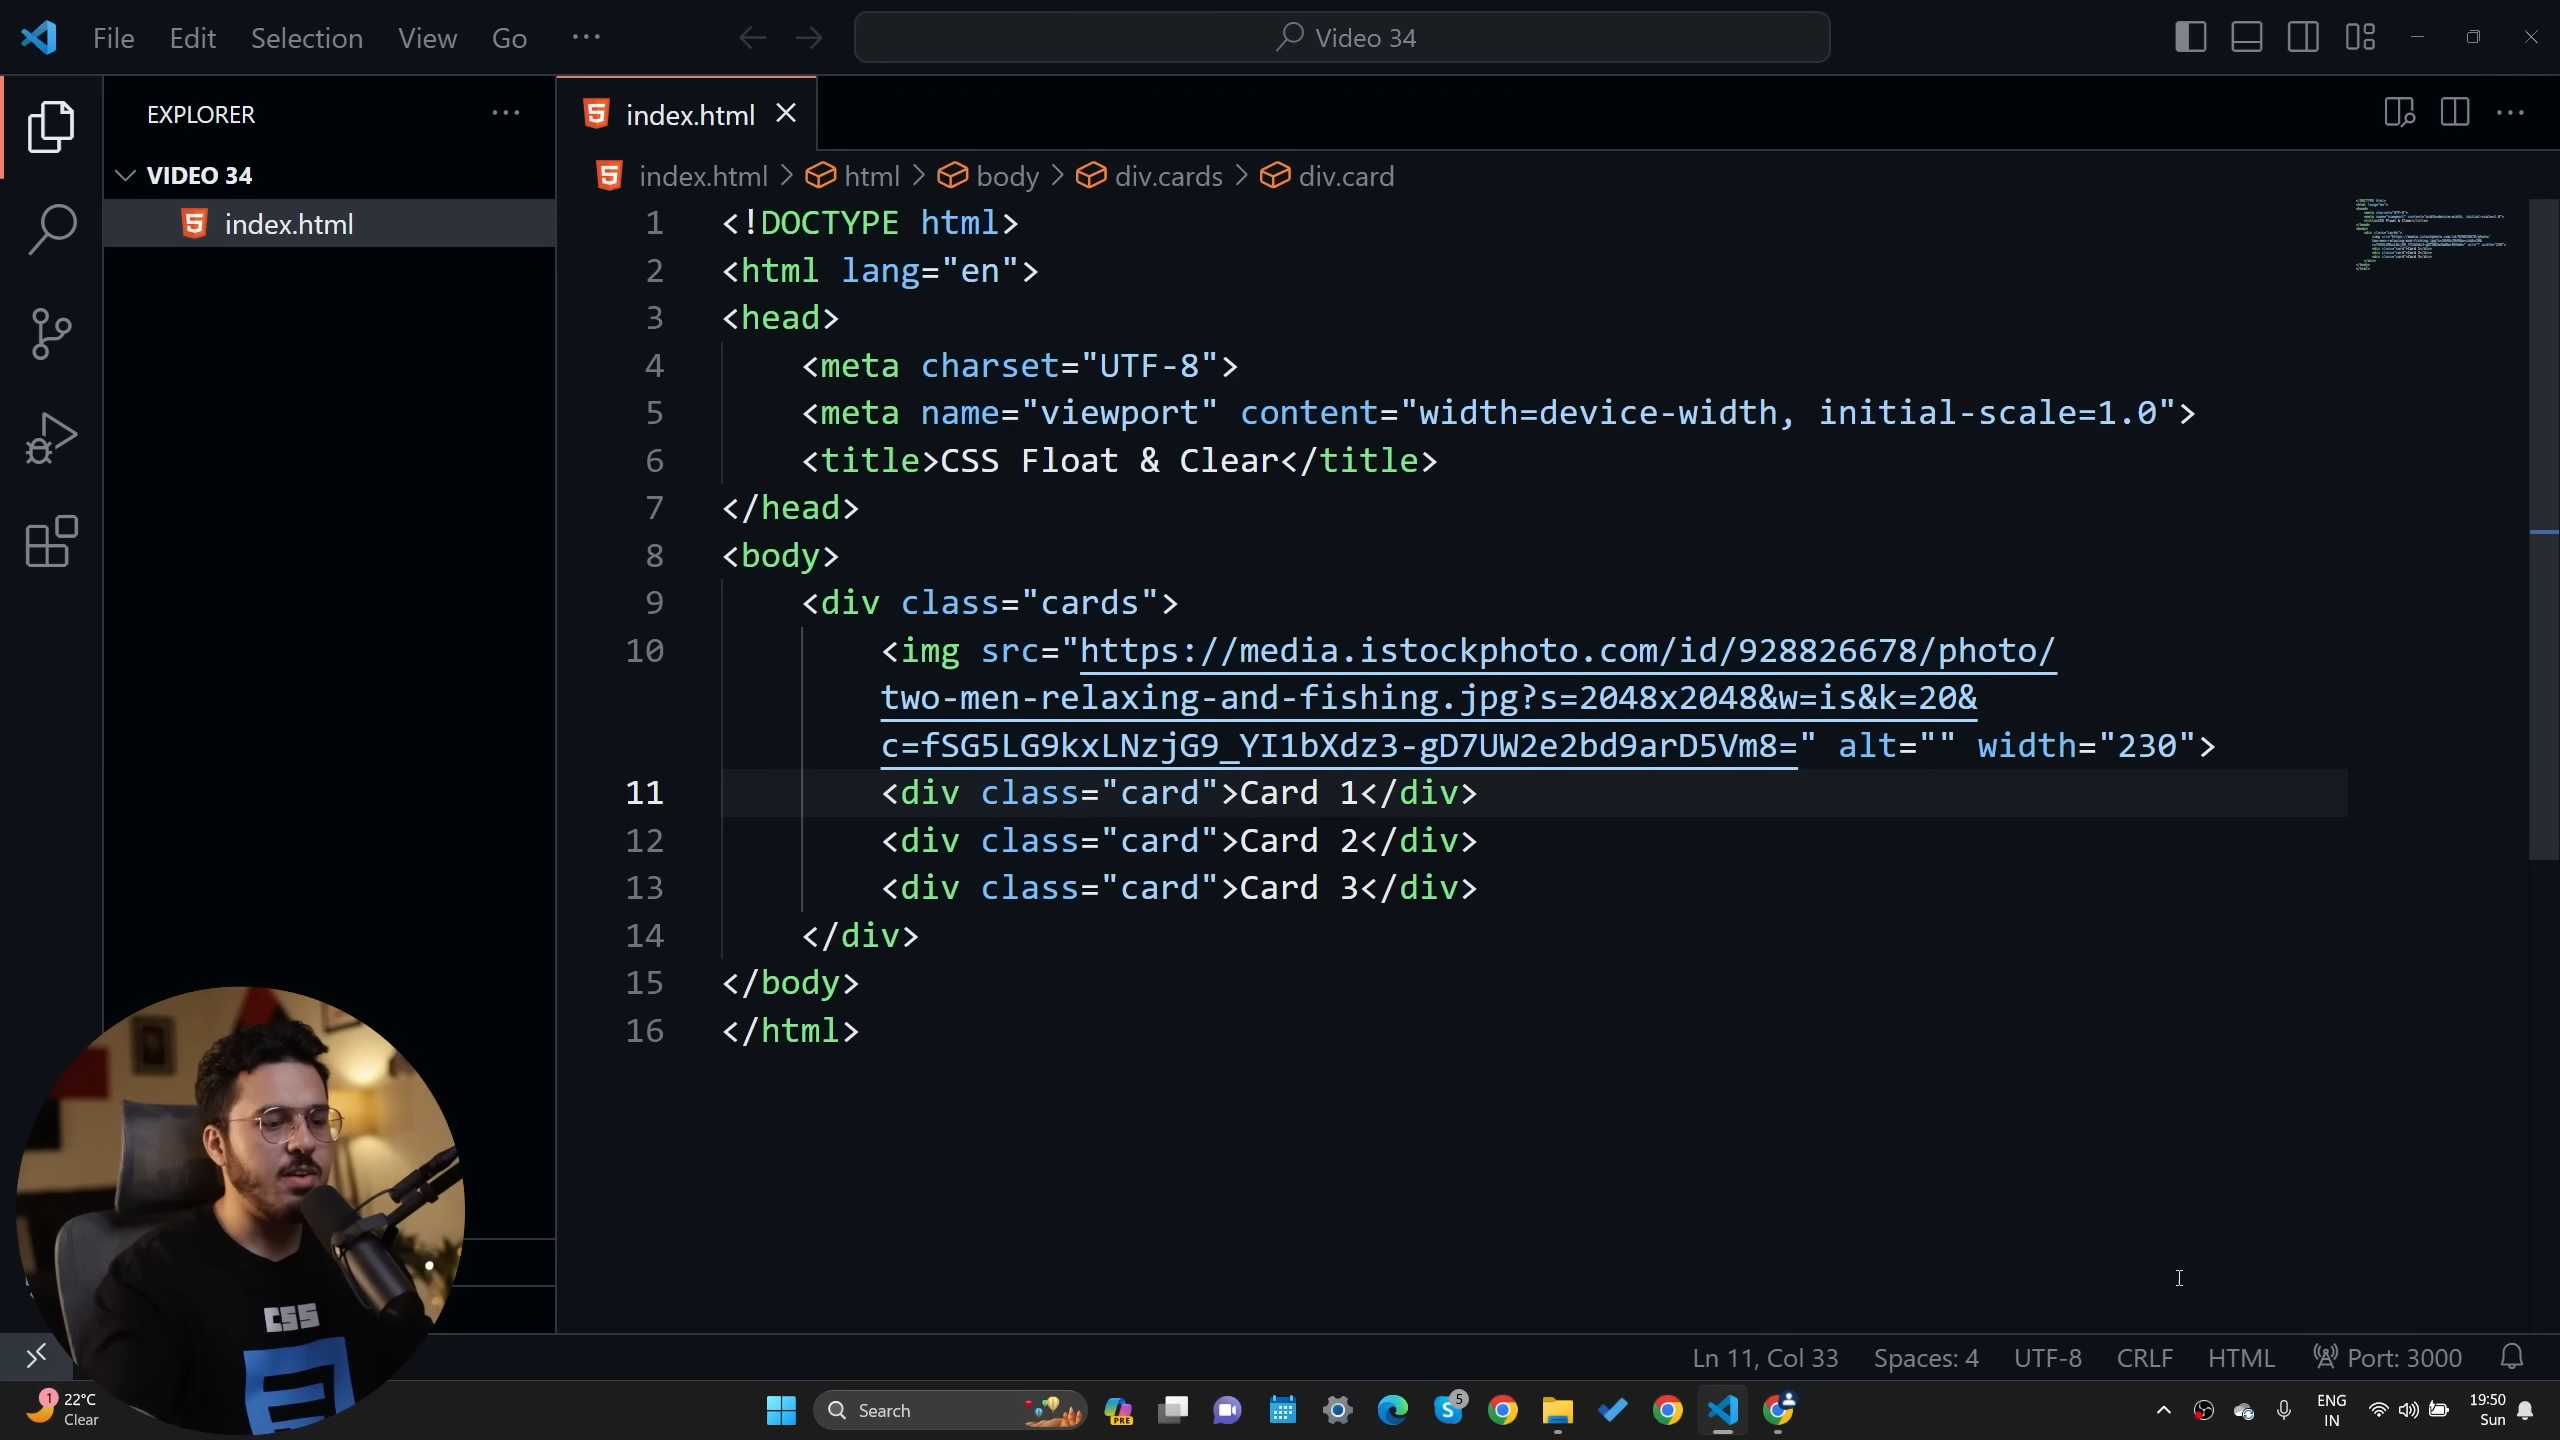 File Edit Selection View Go ··· Video 34
EXPLORER ···
VIDEO 34
index.html
index.html
index.html > html > body > div.cards > div.card
1 <!DOCTYPE html>
2 <html lang="en">
3 <head>
4 <meta charset="UTF-8">
5 <meta name="viewport" content="width=device-width, initial-scale=1.0">
6 <title>CSS Float & Clear</title>
7 </head>
8 <body>
9 <div class="cards">
10 <img src="https://media.istockphoto.com/id/928826678/photo/
two-men-relaxing-and-fishing.jpg?s=2048x2048&w=is&k=20&
c=fSG5LG9kxLNzjG9_YI1bXdz3-gD7UW2e2bd9arD5Vm8=" alt="" width="230">
11 <div class="card">Card 1</div>
12 <div class="card">Card 2</div>
13 <div class="card">Card 3</div>
14 </div>
15 </body>
16 </html>
CSS
Ln 11, Col 33 Spaces: 4 UTF-8 CRLF HTML Port: 3000
1 22°C
Clear
Search
PRE
5
ENG
IN
19:50
Sun